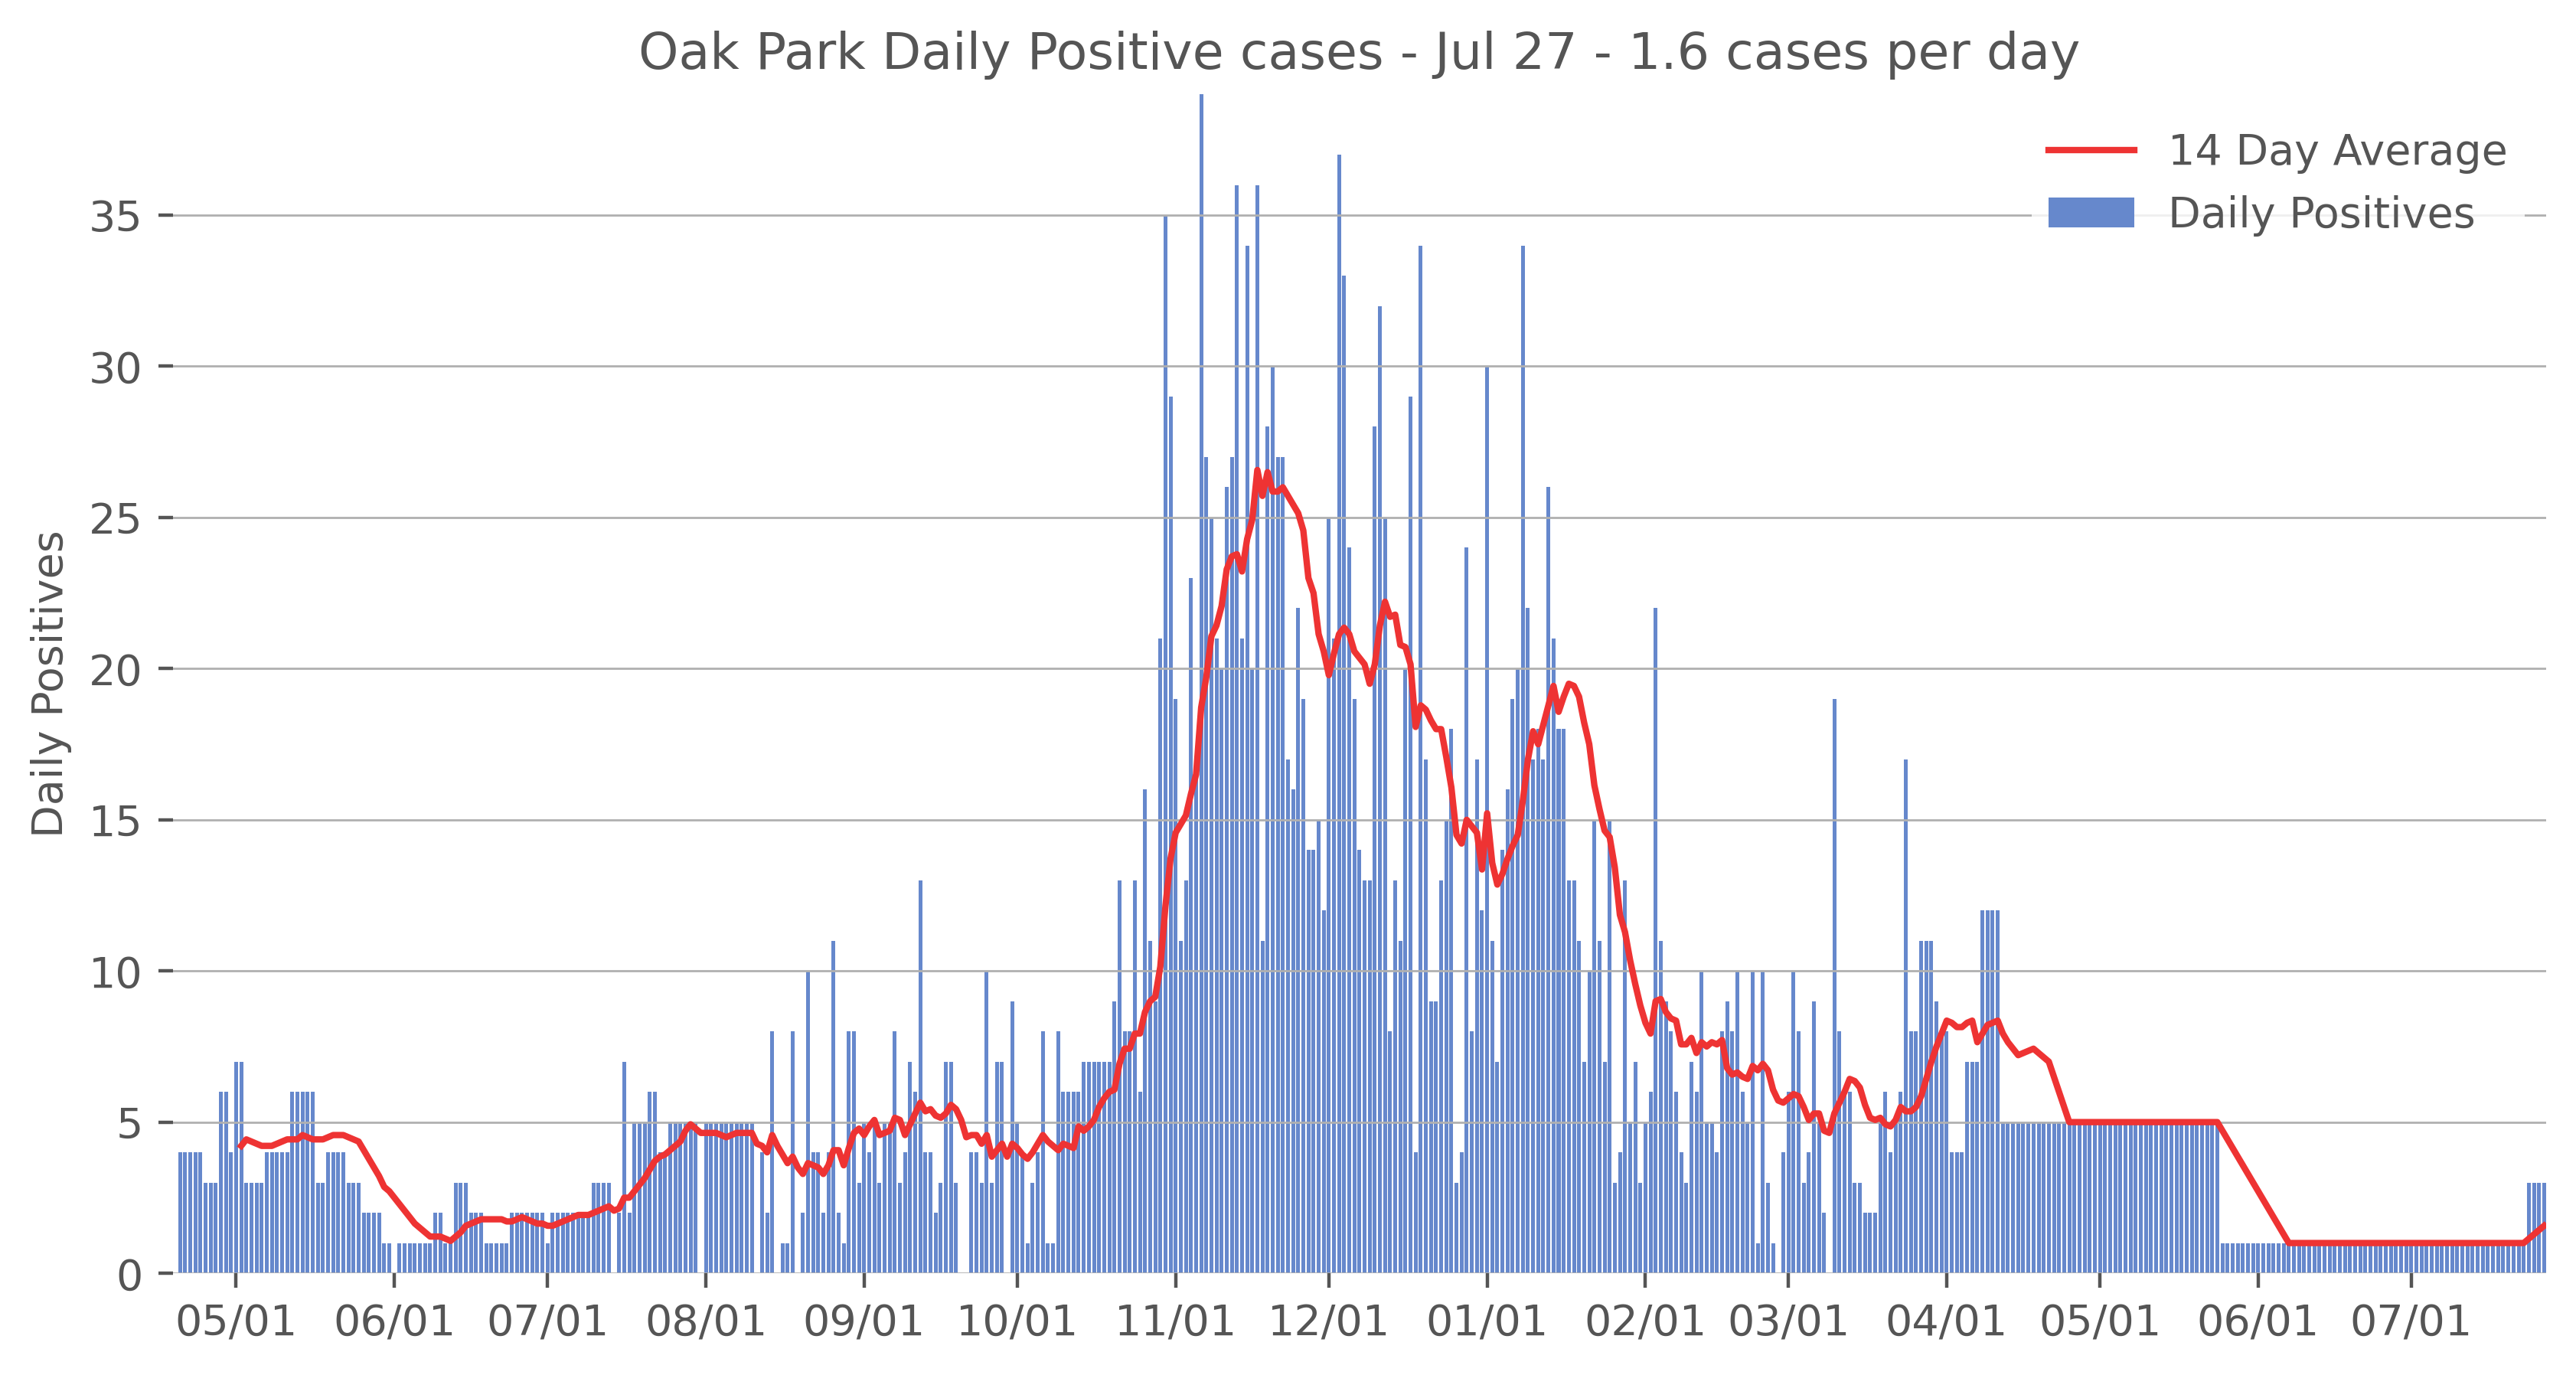 Oak Park Daily Positive cases - Jul 27 - 1.6 cases per day
14 Day Average
Daily Positives
Daily Positives
35
30
25
20
15
10
5
0
05/01 06/01 07/01 08/01 09/01 10/01 11/01 12/01 01/01 02/01 03/01 04/01 05/01 06/01 07/01